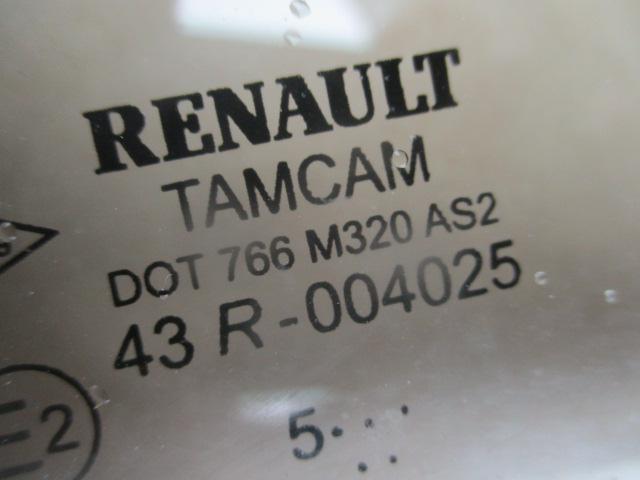 RENAULT
TAMCAM
DOT 766 M320 AS2
43 R-004025
E2
5